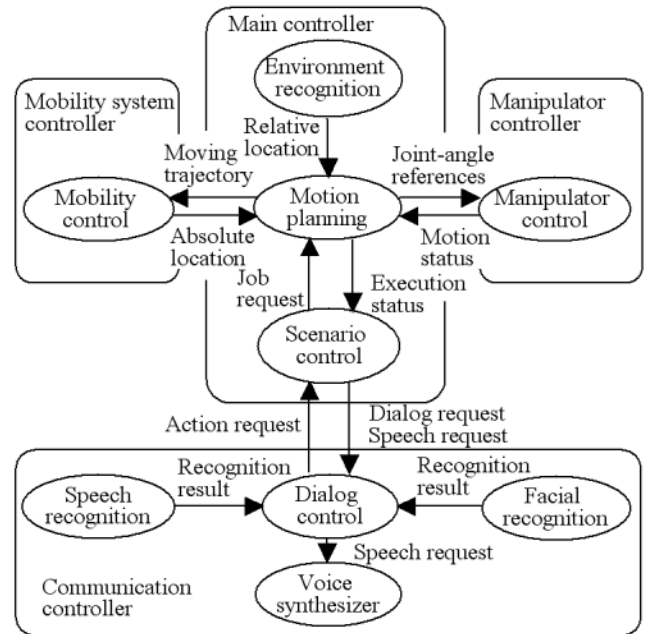 Main controller
Environment
recognition
Mobility system
controller
Manipulator
controller
Relative
location
Moving
trajectory
Joint-angle
references
Mobility
control
Motion
planning
Manipulator
control
Absolute
location
Motion
status
Job
request
Execution
status
Scenario
control
Action request
Dialog request
Speech request
Recognition
result
Recognition
result
Speech
recognition
Dialog
control
Facial
recognition
Speech request
Communication
controller
Voice
synthesizer